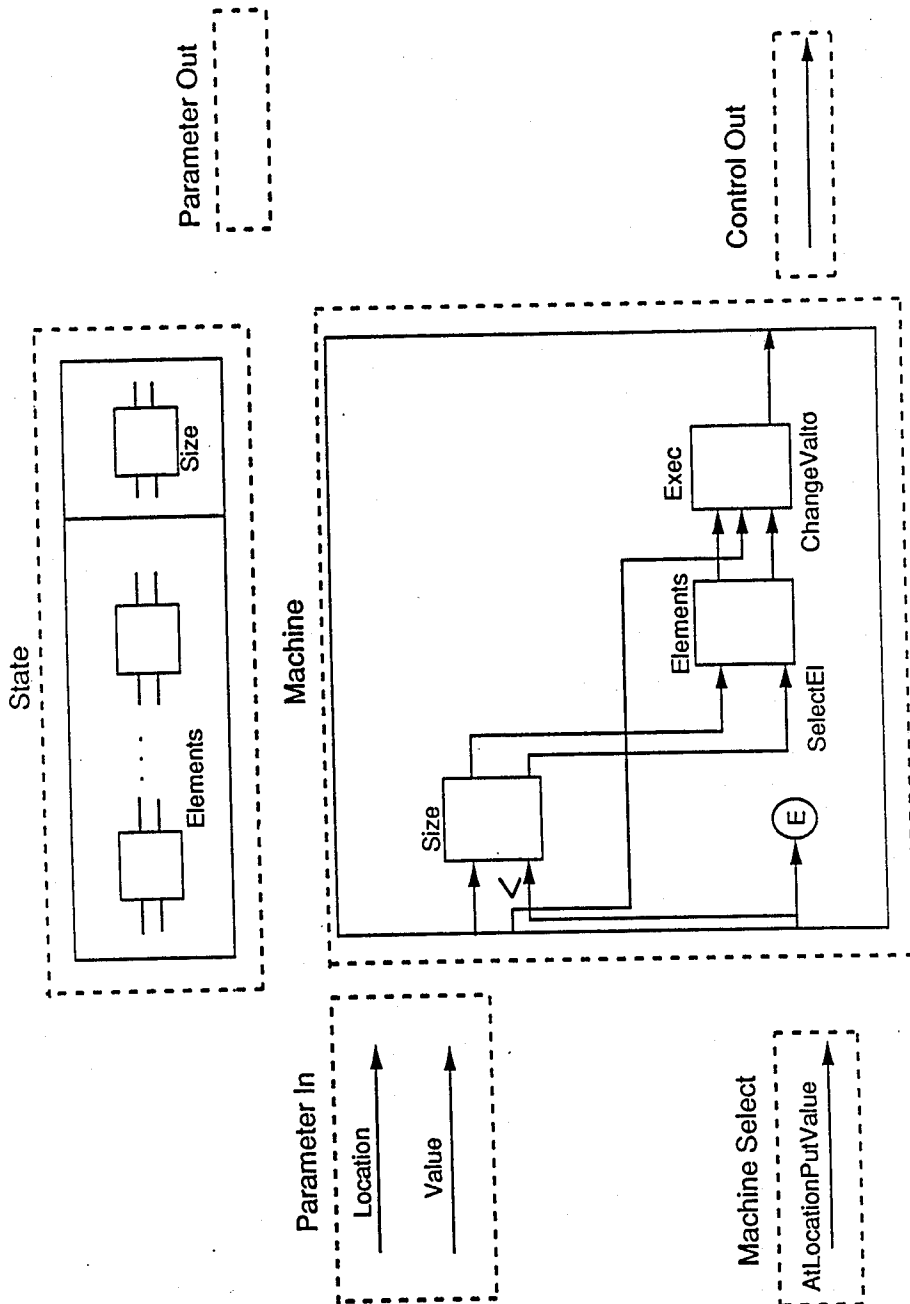 State
Elements
Size
Parameter In
Location
Value
Parameter Out
Machine
Size
<
E
Elements
SelectEl
Exec
ChangeValto
Machine Select
AtLocationPutValue
Control Out